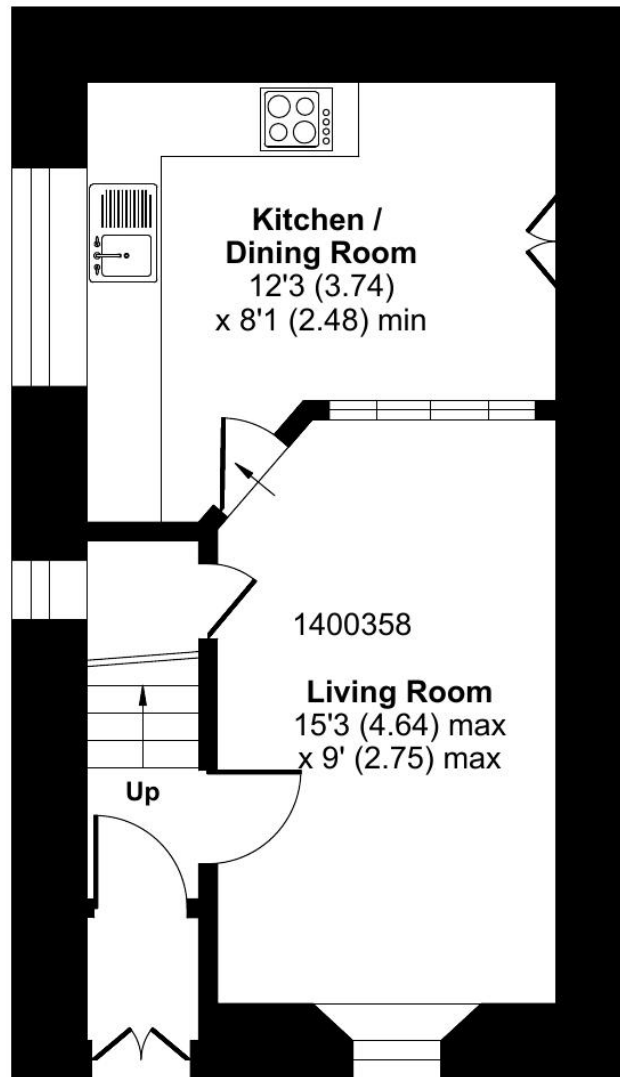 Kitchen /
Dining Room
12'3 (3.74)
x 8'1 (2.48) min
1400358
Living Room
15'3 (4.64) max
x 9' (2.75) max
Up